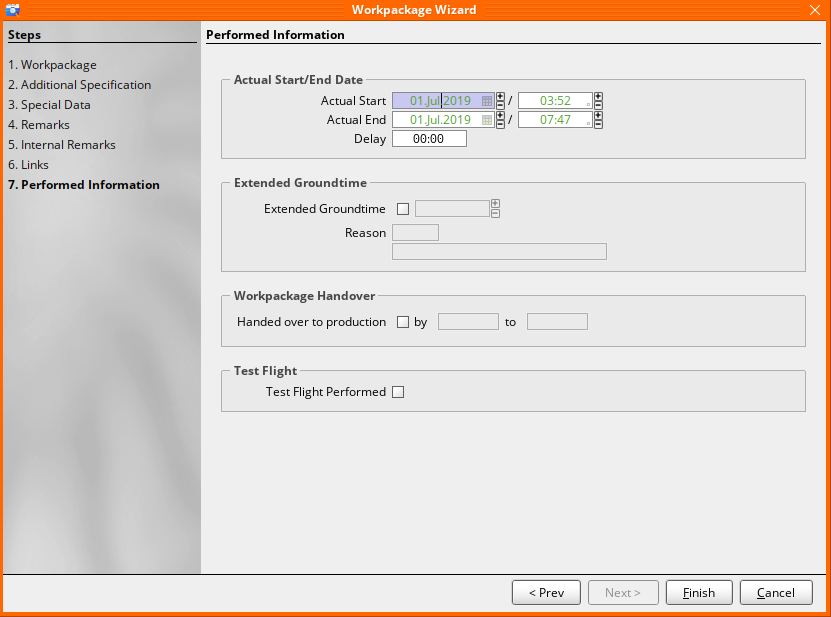 Workpackage Wizard
Steps
1. Workpackage
2. Additional Specification
3. Special Data
4. Remarks
5. Internal Remarks
6. Links
7. Performed Information
Performed Information
Actual Start/End Date
Actual Start 01.Jul.2019 / 03:52
Actual End 01.Jul.2019 / 07:47
Delay 00:00
Extended Groundtime
Extended Groundtime
Reason
Workpackage Handover
Handed over to production by to
Test Flight
Test Flight Performed
< Prev Next > Finish Cancel